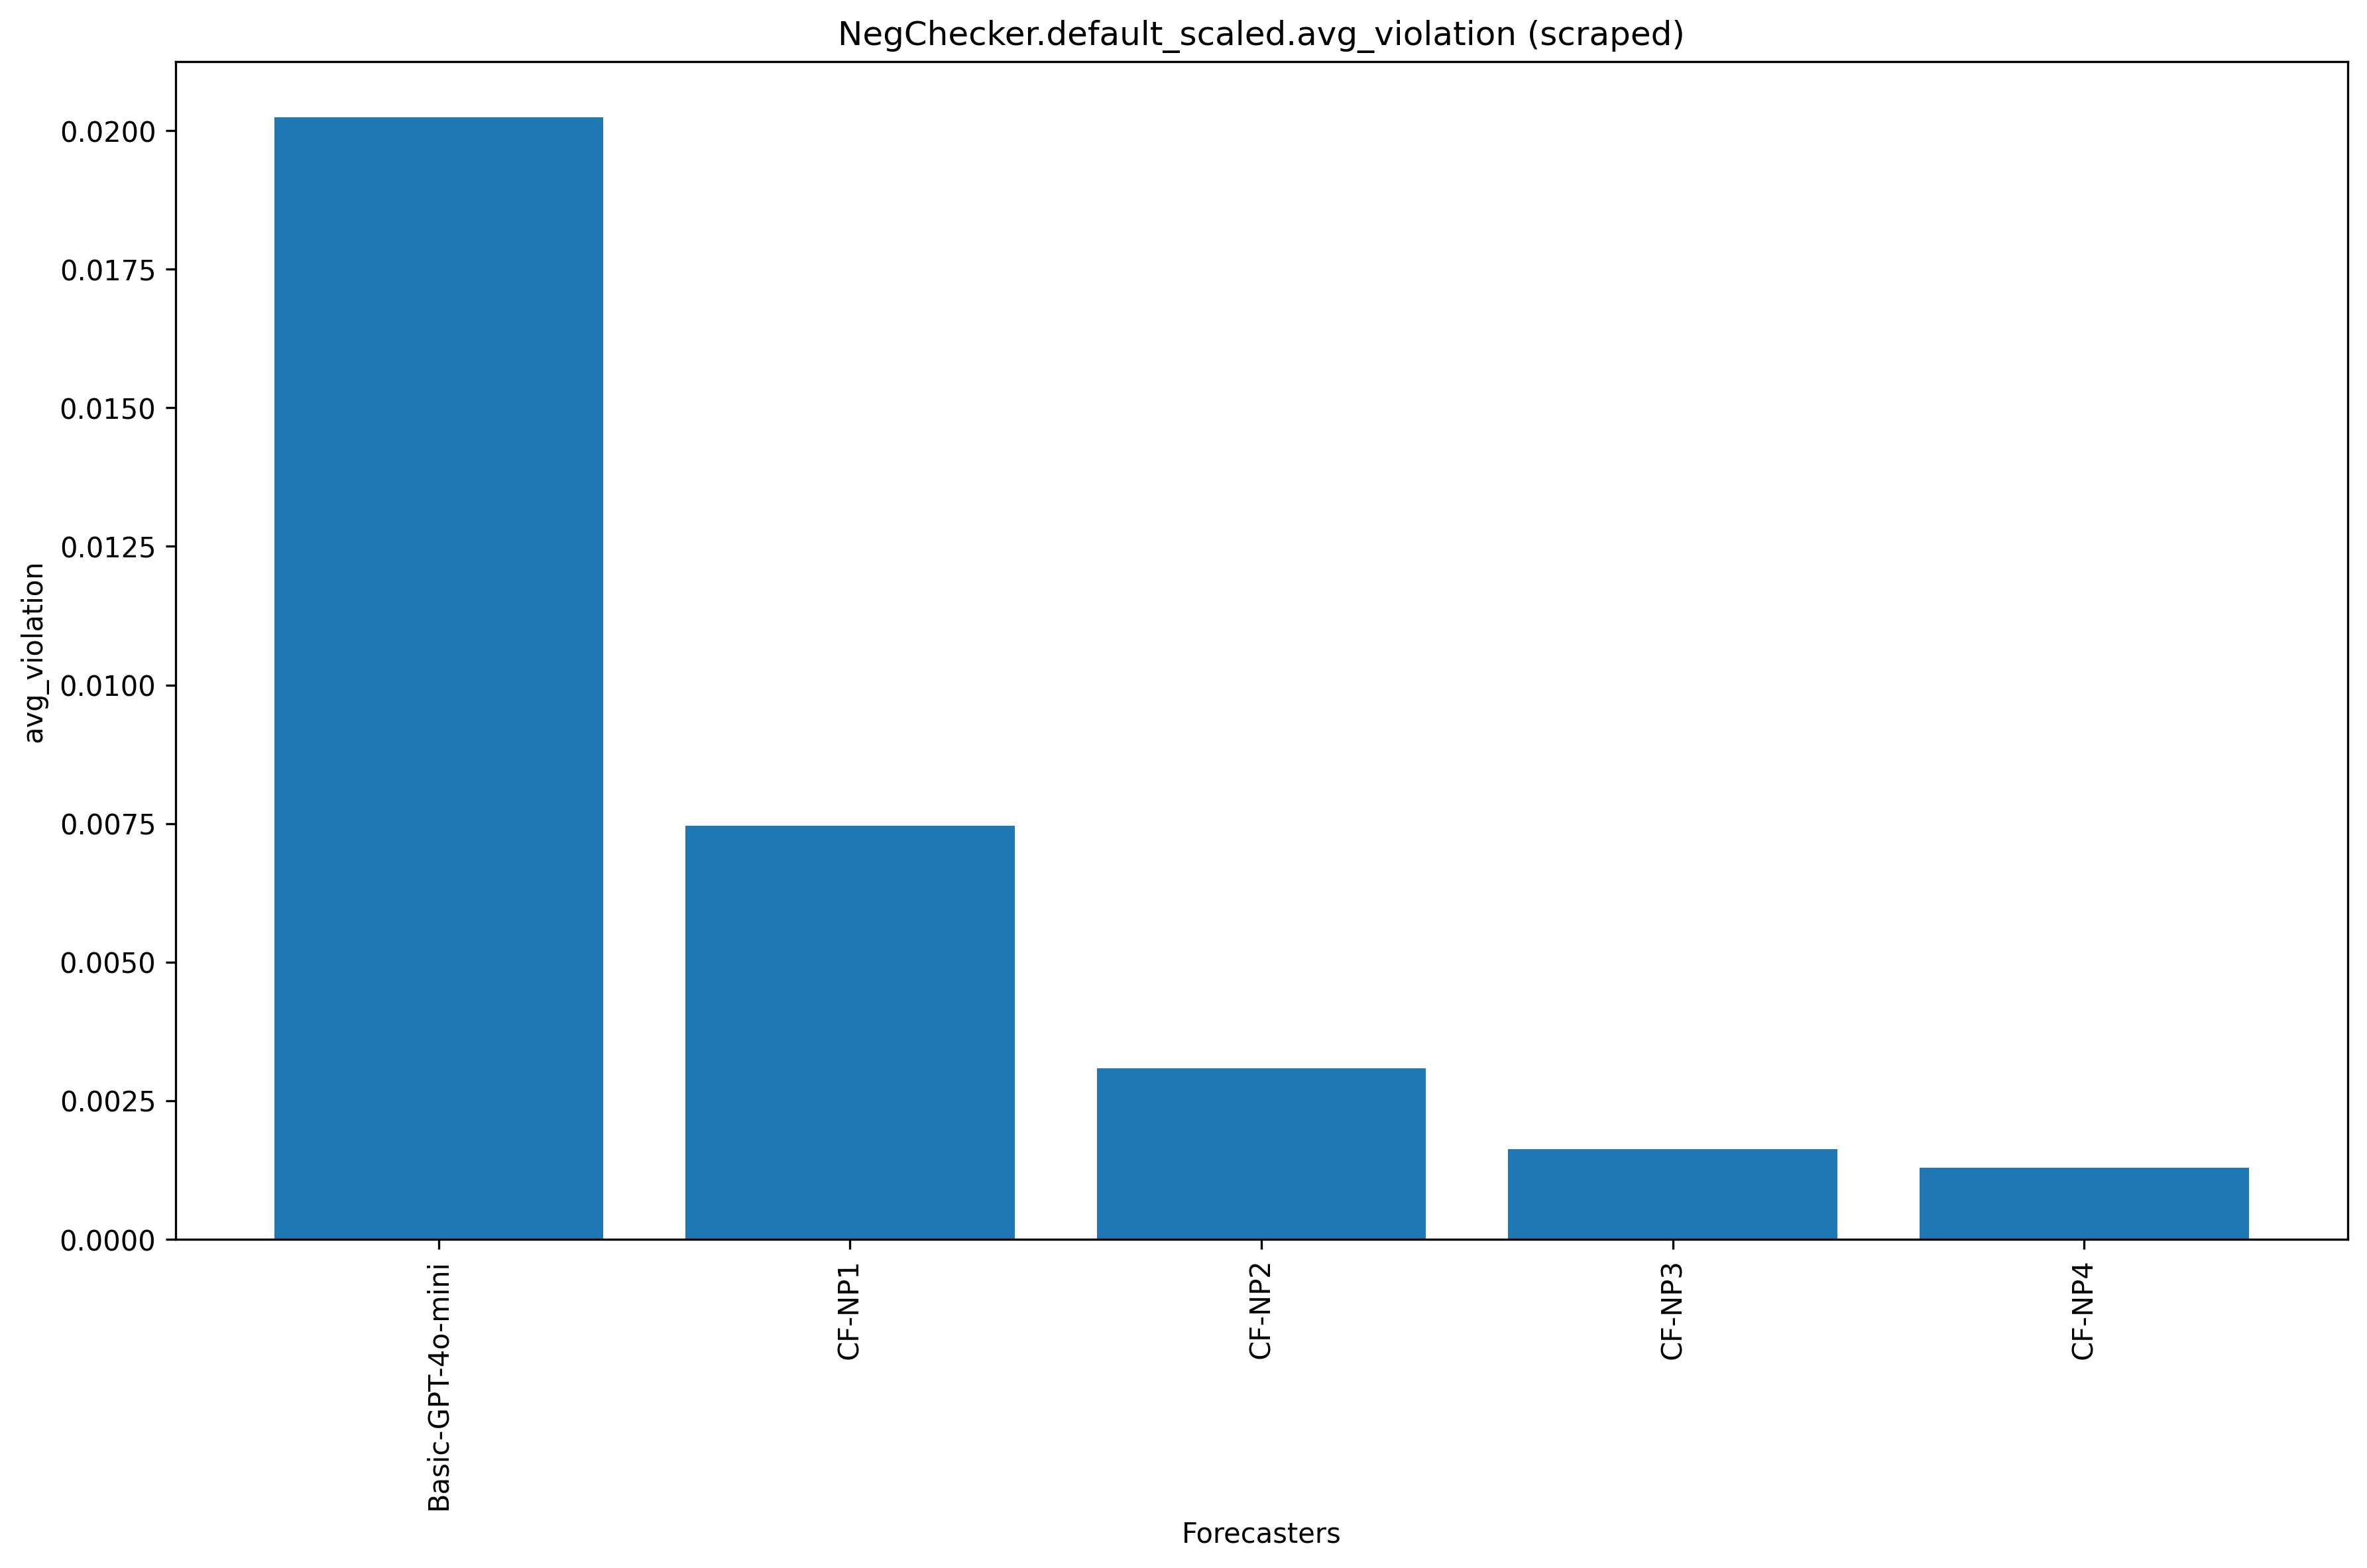 NegChecker.default_scaled.avg_violation (scraped)
avg_violation
0.0200
0.0175
0.0150
0.0125
0.0100
0.0075
0.0050
0.0025
0.0000
Basic-GPT-4o-mini
CF-NP1
CF-NP2
CF-NP3
CF-NP4
Forecasters